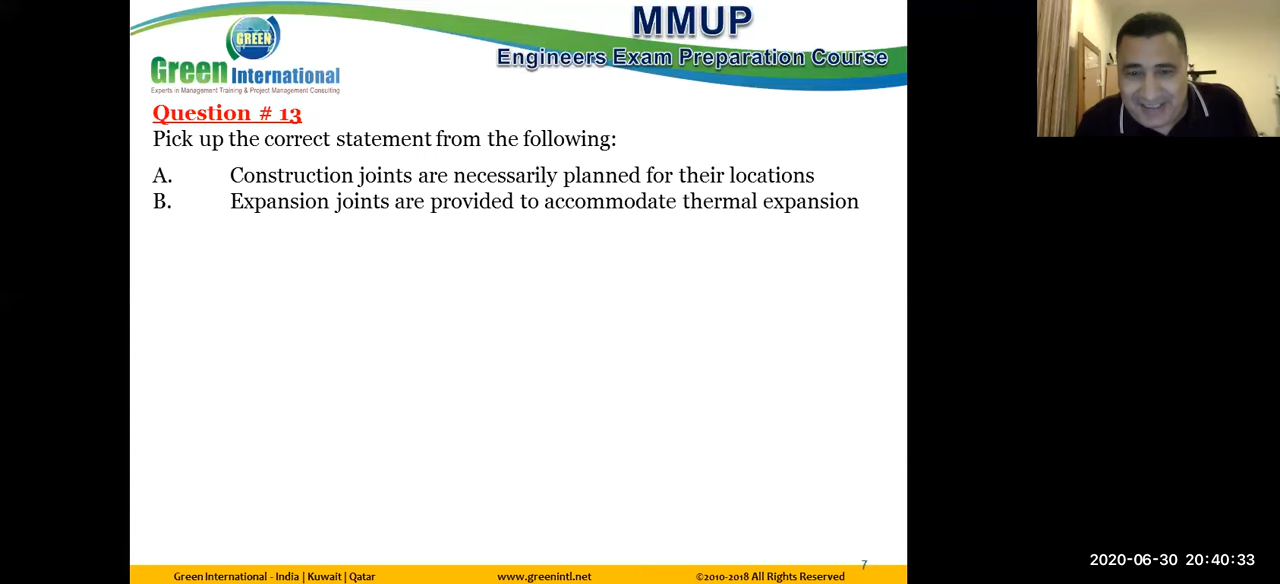 MMUP
Engineers Exam Preparation Course
GREEN
Green International
Experts in Management Training & Project Management Consulting
Question # 13
Pick up the correct statement from the following:
A. Construction joints are necessarily planned for their locations
B. Expansion joints are provided to accommodate thermal expansion
7
Green International - India | Kuwait | Qatar www.greenintl.net ©2010-2018 All Rights Reserved
2020-06-30 20:40:33